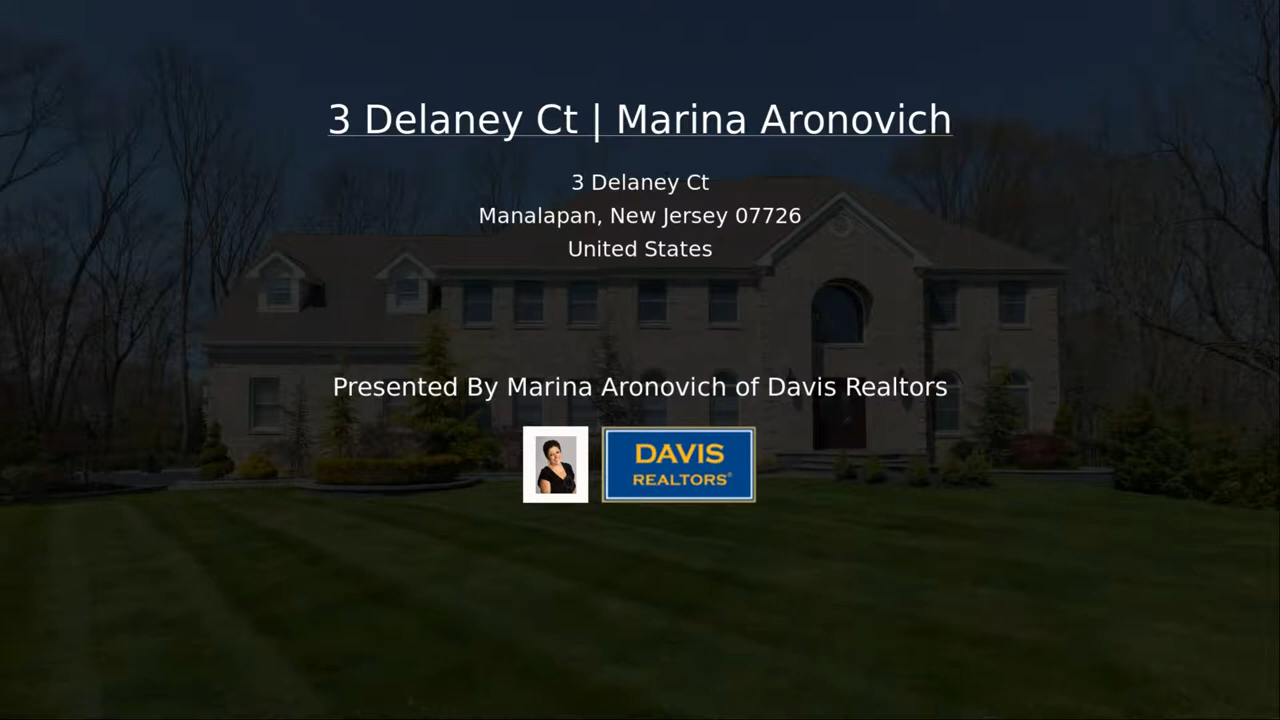 3 Delaney Ct | Marina Aronovich
3 Delaney Ct
Manalapan, New Jersey 07726
United States
Presented By Marina Aronovich of Davis Realtors
DAVIS
REALTORS®